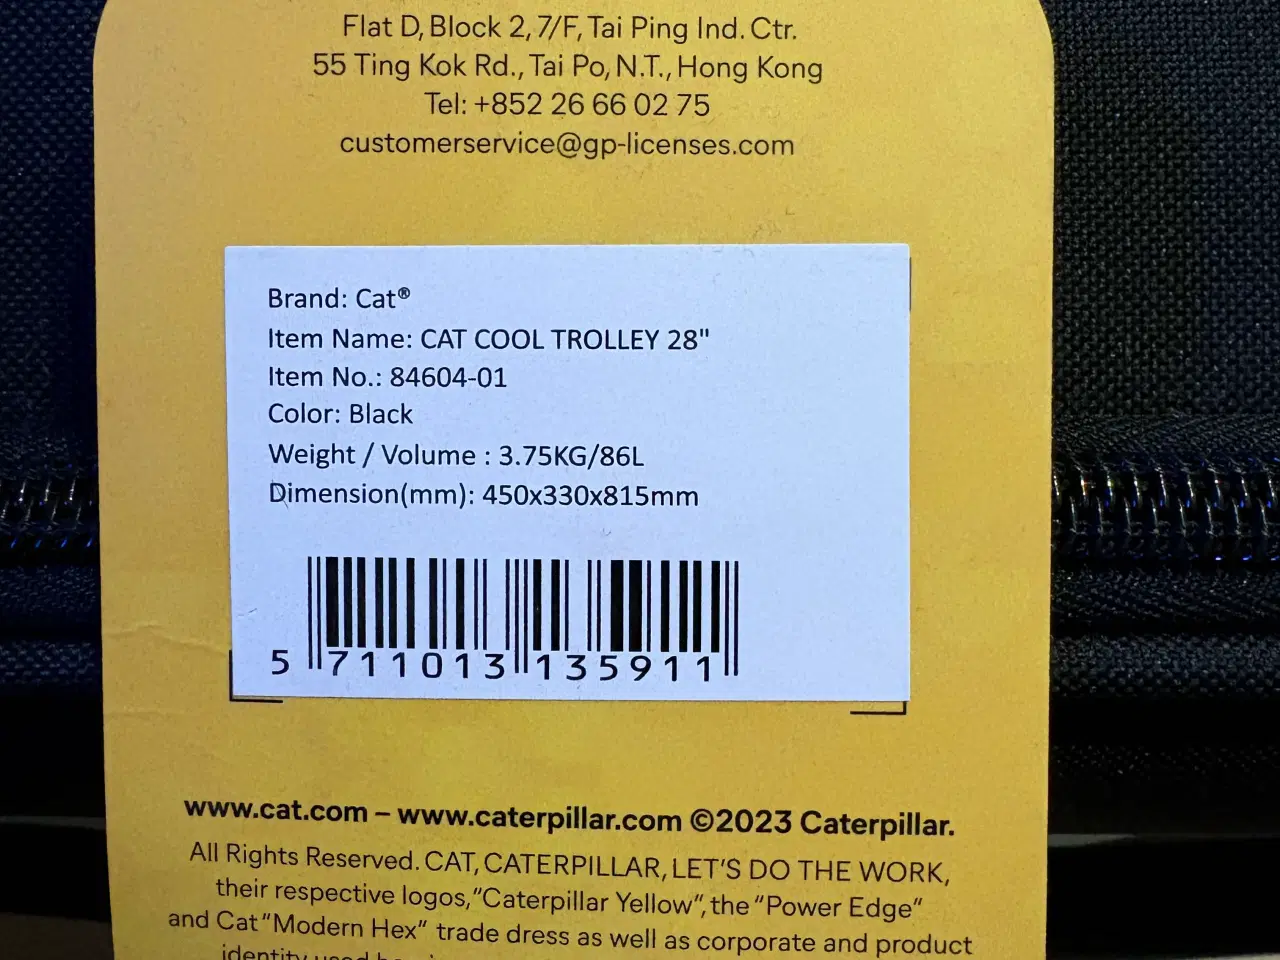 Flat D, Block 2, 7/F, Tai Ping Ind. Ctr.
55 Ting Kok Rd., Tai Po, N.T., Hong Kong
Tel: +852 26 66 02 75
customerservice@gp-licenses.com
Brand: Cat®
Item Name: CAT COOL TROLLEY 28"
Item No.: 84604-01
Color: Black
Weight / Volume : 3.75KG/86L
Dimension(mm): 450x330x815mm
5 711013 135911
www.cat.com – www.caterpillar.com ©2023 Caterpillar.
All Rights Reserved. CAT, CATERPILLAR, LET'S DO THE WORK,
their respective logos, "Caterpillar Yellow", the "Power Edge"
and Cat "Modern Hex" trade dress as well as corporate and product
identity used